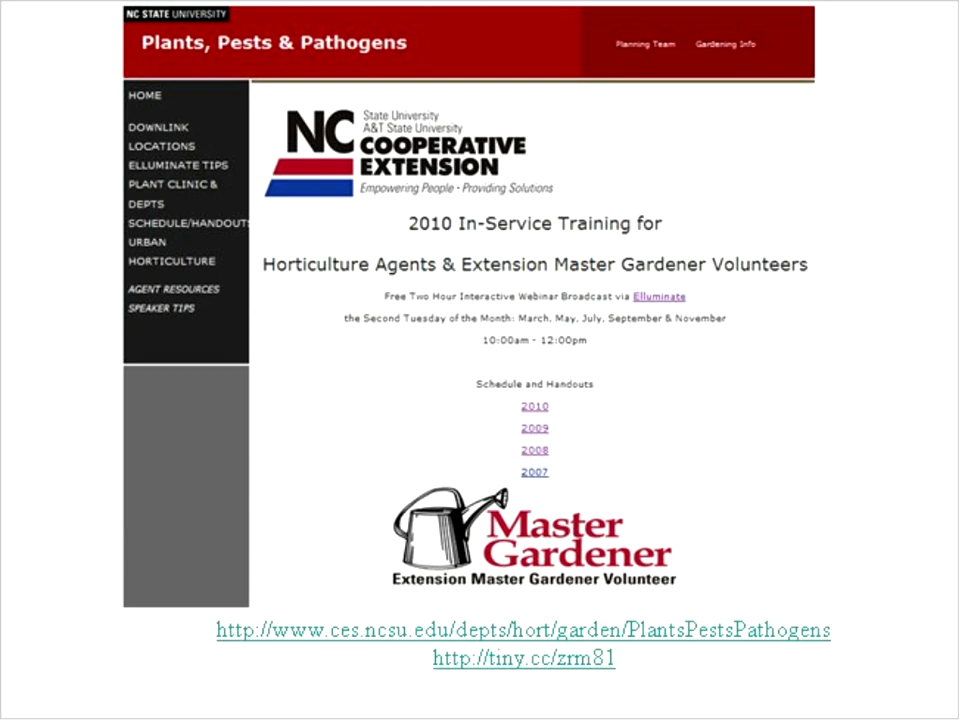 NC STATE UNIVERSITY
Plants, Pests & Pathogens
Planning Team Gardening Info
HOME
DOWNLINK
LOCATIONS
ELLUMINATE TIPS
PLANT CLINIC &
DEPTS
SCHEDULE/HANDOUTS
URBAN
HORTICULTURE
AGENT RESOURCES
SPEAKER TIPS
NC State University
A&T State University
COOPERATIVE
EXTENSION
Empowering People · Providing Solutions
2010 In-Service Training for
Horticulture Agents & Extension Master Gardener Volunteers
Free Two Hour Interactive Webinar Broadcast via Elluminate
the Second Tuesday of the Month: March, May, July, September & November
10:00am - 12:00pm
Schedule and Handouts
2010
2009
2008
2007
Master
Gardener
Extension Master Gardener Volunteer
http://www.ces.ncsu.edu/depts/hort/garden/PlantsPestsPathogens
http://tiny.cc/zrm81